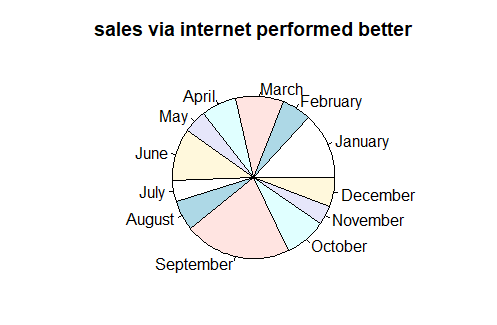 sales via internet performed better
March
April
February
May
January
June
July
December
August
November
October
September